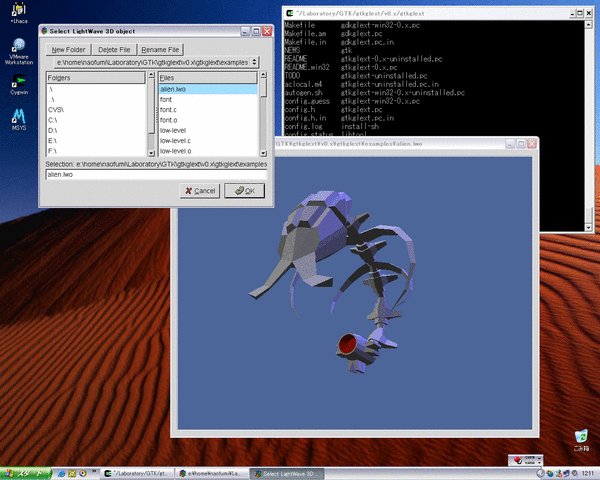 +Lhaca
VMware
Workstation
Cygwin
MSYS
Select LightWave 3D object
New Folder
Delete File
Rename File
e:\home\naofumi\Laboratory\GTK\gtkglext\v0.x\gtkglext\examples
Folders
.\
..\
CVS\
C:\
D:\
E:\
F:\
Files
alien.lwo
font
font.c
font.o
low-level
low-level.c
low-level.o
Selection: e:\home\naofumi\Laboratory\GTK\gtkglext\v0.x\gtkglext\examples
alien.lwo
Cancel
OK
~/Laboratory/GTK/gtkglext/v0.x/gtkglext
Makefile gdkglext-win32-0.x.pc
Makefile.am gdkglext.pc
Makefile.in gdkglext.pc.in
NEWS gtk
README gtkglext-0.x-uninstalled.pc
README.win32 gtkglext-0.x.pc
TODO gtkglext-uninstalled.pc
aclocal.m4 gtkglext-uninstalled.pc.in
autogen.sh gtkglext-win32-0.x-uninstalled.pc
config.guess gtkglext-win32-0.x.pc
config.h gtkglext.pc
config.h.in gtkglext.pc.in
config.log install-sh
config.status libtool
\GTK\gtkglext\v0.x\gtkglext\examples\alien.lwo
ごみ箱
スタート
~/Laboratory/GTK/gt...
e:\home\naofumi\La...
Select LightWave 3D ...
12:11